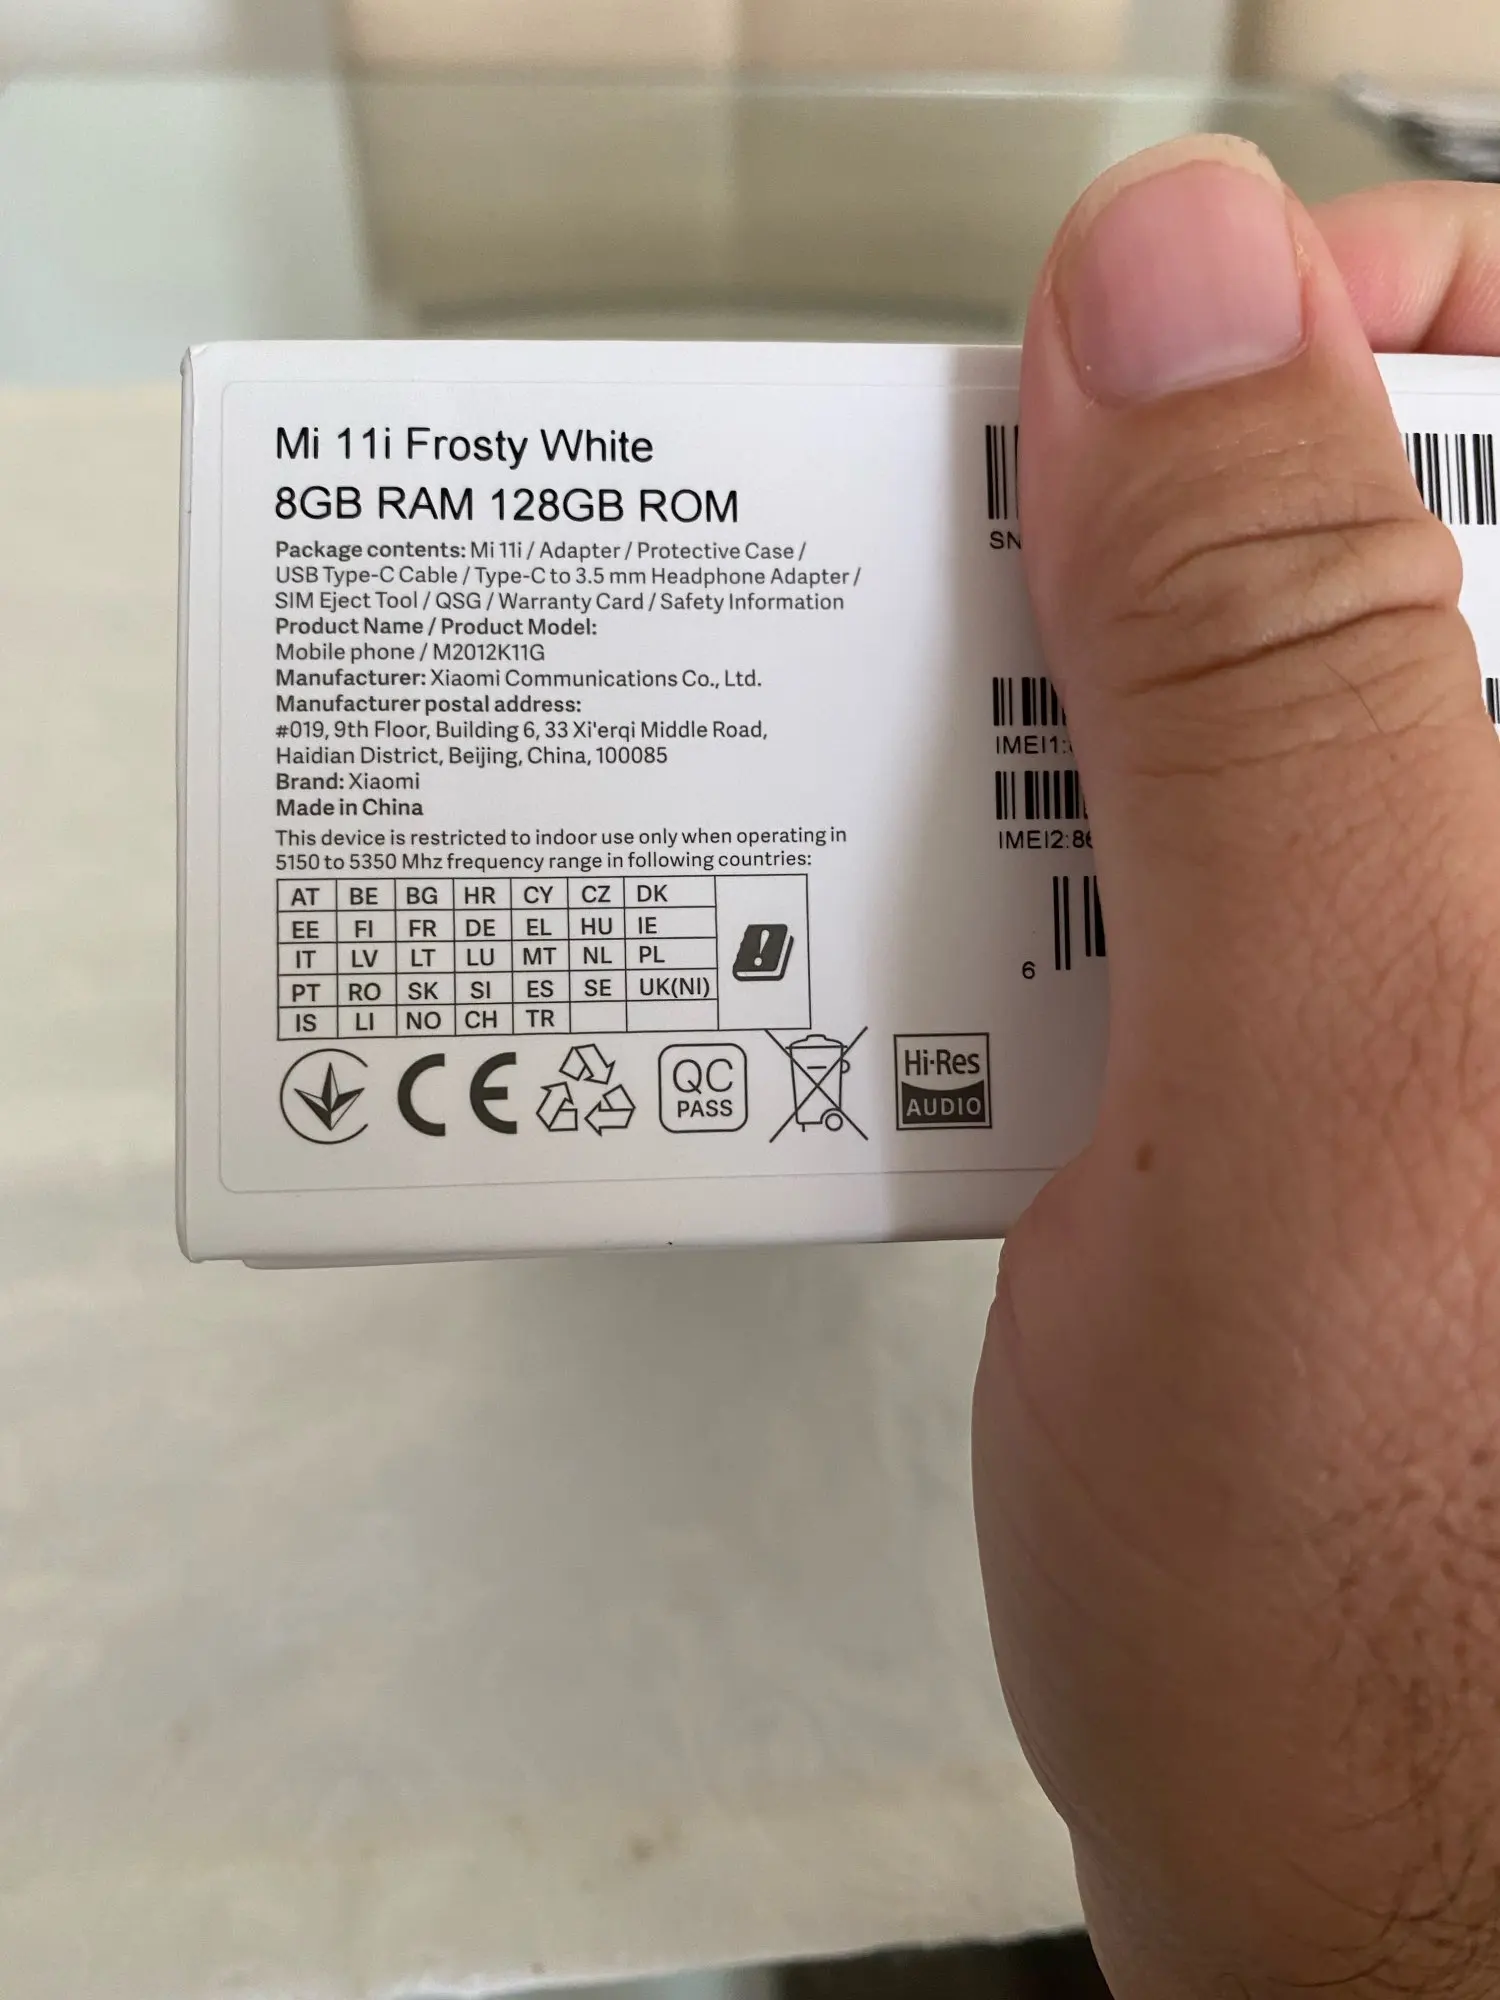 Mi 11i Frosty White
8GB RAM 128GB ROM
Package contents: Mi 11i / Adapter / Protective Case /
USB Type-C Cable / Type-C to 3.5 mm Headphone Adapter /
SIM Eject Tool / QSG / Warranty Card / Safety Information
Product Name / Product Model:
Mobile phone / M2012K11G
Manufacturer: Xiaomi Communications Co., Ltd.
Manufacturer postal address:
#019, 9th Floor, Building 6, 33 Xi'erqi Middle Road,
Haidian District, Beijing, China, 100085
Brand: Xiaomi
Made in China
This device is restricted to indoor use only when operating in
5150 to 5350 Mhz frequency range in following countries:
AT BE BG HR CY CZ DK
EE FI FR DE EL HU IE
IT LV LT LU MT NL PL
PT RO SK SI ES SE UK(NI)
IS LI NO CH TR
!
CE
QC
PASS
Hi-Res
AUDIO
SN
IMEI1:
IMEI2:86
6